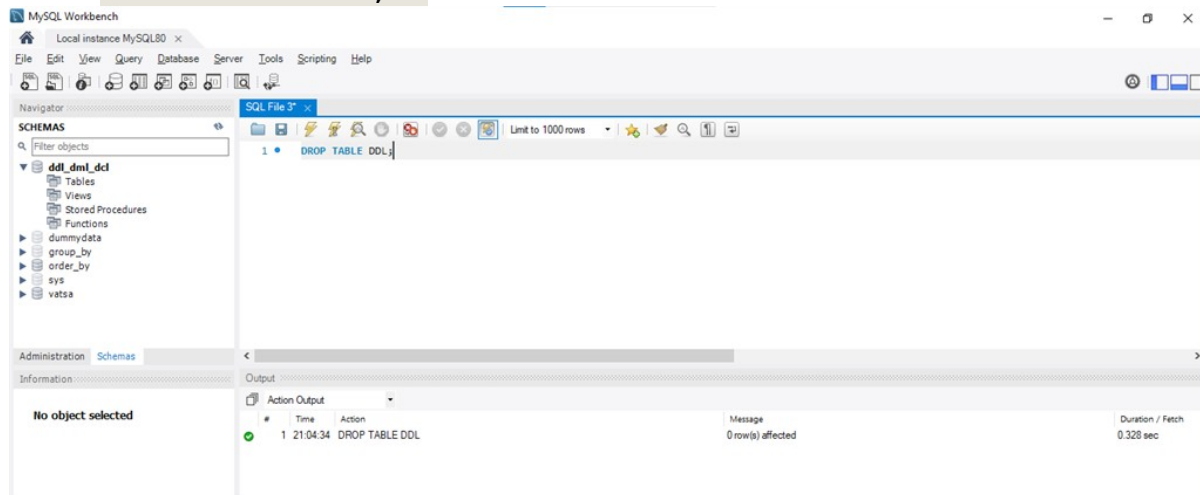 MySQL Workbench
Local instance MySQL80
File Edit View Query Database Server Tools Scripting Help
Navigator
SQL File 3*
SCHEMAS
Limit to 1000 rows
Filter objects
1 DROP TABLE DDL;
ddl_dml_dcl
Tables
Views
Stored Procedures
Functions
dummydata
group_by
order_by
sys
vatsa
Administration Schemas
Information
Output
Action Output
No object selected
# Time Action Message Duration / Fetch
1 21:04:34 DROP TABLE DDL 0 row(s) affected 0.328 sec